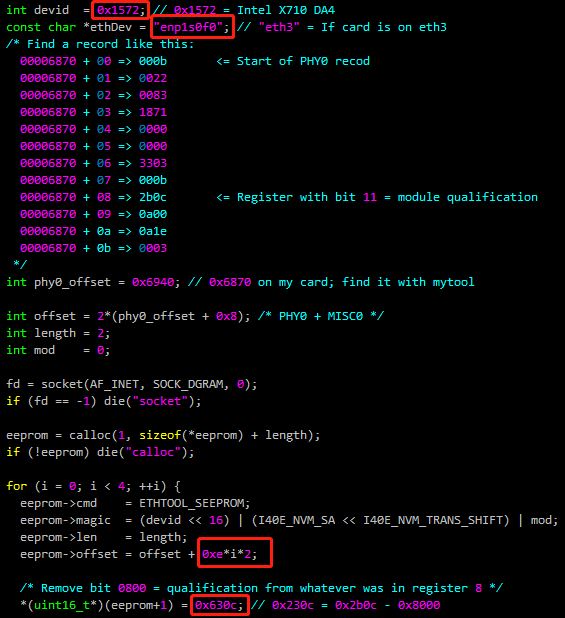 int devid  = 0x1572; // 0x1572 = Intel X710 DA4
const char *ethDev = "enp1s0f0"; // "eth3" = If card is on eth3
/* Find a record like this:
  00006870 + 00 => 000b       <= Start of PHY0 recod
  00006870 + 01 => 0022
  00006870 + 02 => 0083
  00006870 + 03 => 1871
  00006870 + 04 => 0000
  00006870 + 05 => 0000
  00006870 + 06 => 3303
  00006870 + 07 => 000b
  00006870 + 08 => 2b0c       <= Register with bit 11 = module qualification
  00006870 + 09 => 0a00
  00006870 + 0a => 0a1e
  00006870 + 0b => 0003
 */
int phy0_offset = 0x6940; // 0x6870 on my card; find it with mytool

int offset = 2*(phy0_offset + 0x8); /* PHY0 + MISC0 */
int length = 2;
int mod    = 0;

fd = socket(AF_INET, SOCK_DGRAM, 0);
if (fd == -1) die("socket");

eeprom = calloc(1, sizeof(*eeprom) + length);
if (!eeprom) die("calloc");

for (i = 0; i < 4; ++i) {
  eeprom->cmd    = ETHTOOL_SEEPROM;
  eeprom->magic  = (devid << 16) | (I40E_NVM_SA << I40E_NVM_TRANS_SHIFT) | mod;
  eeprom->len    = length;
  eeprom->offset = offset + 0xe*i*2;

  /* Remove bit 0800 = qualification from whatever was in register 8 */
  *(uint16_t*)(eeprom+1) = 0x630c; // 0x230c = 0x2b0c - 0x8000